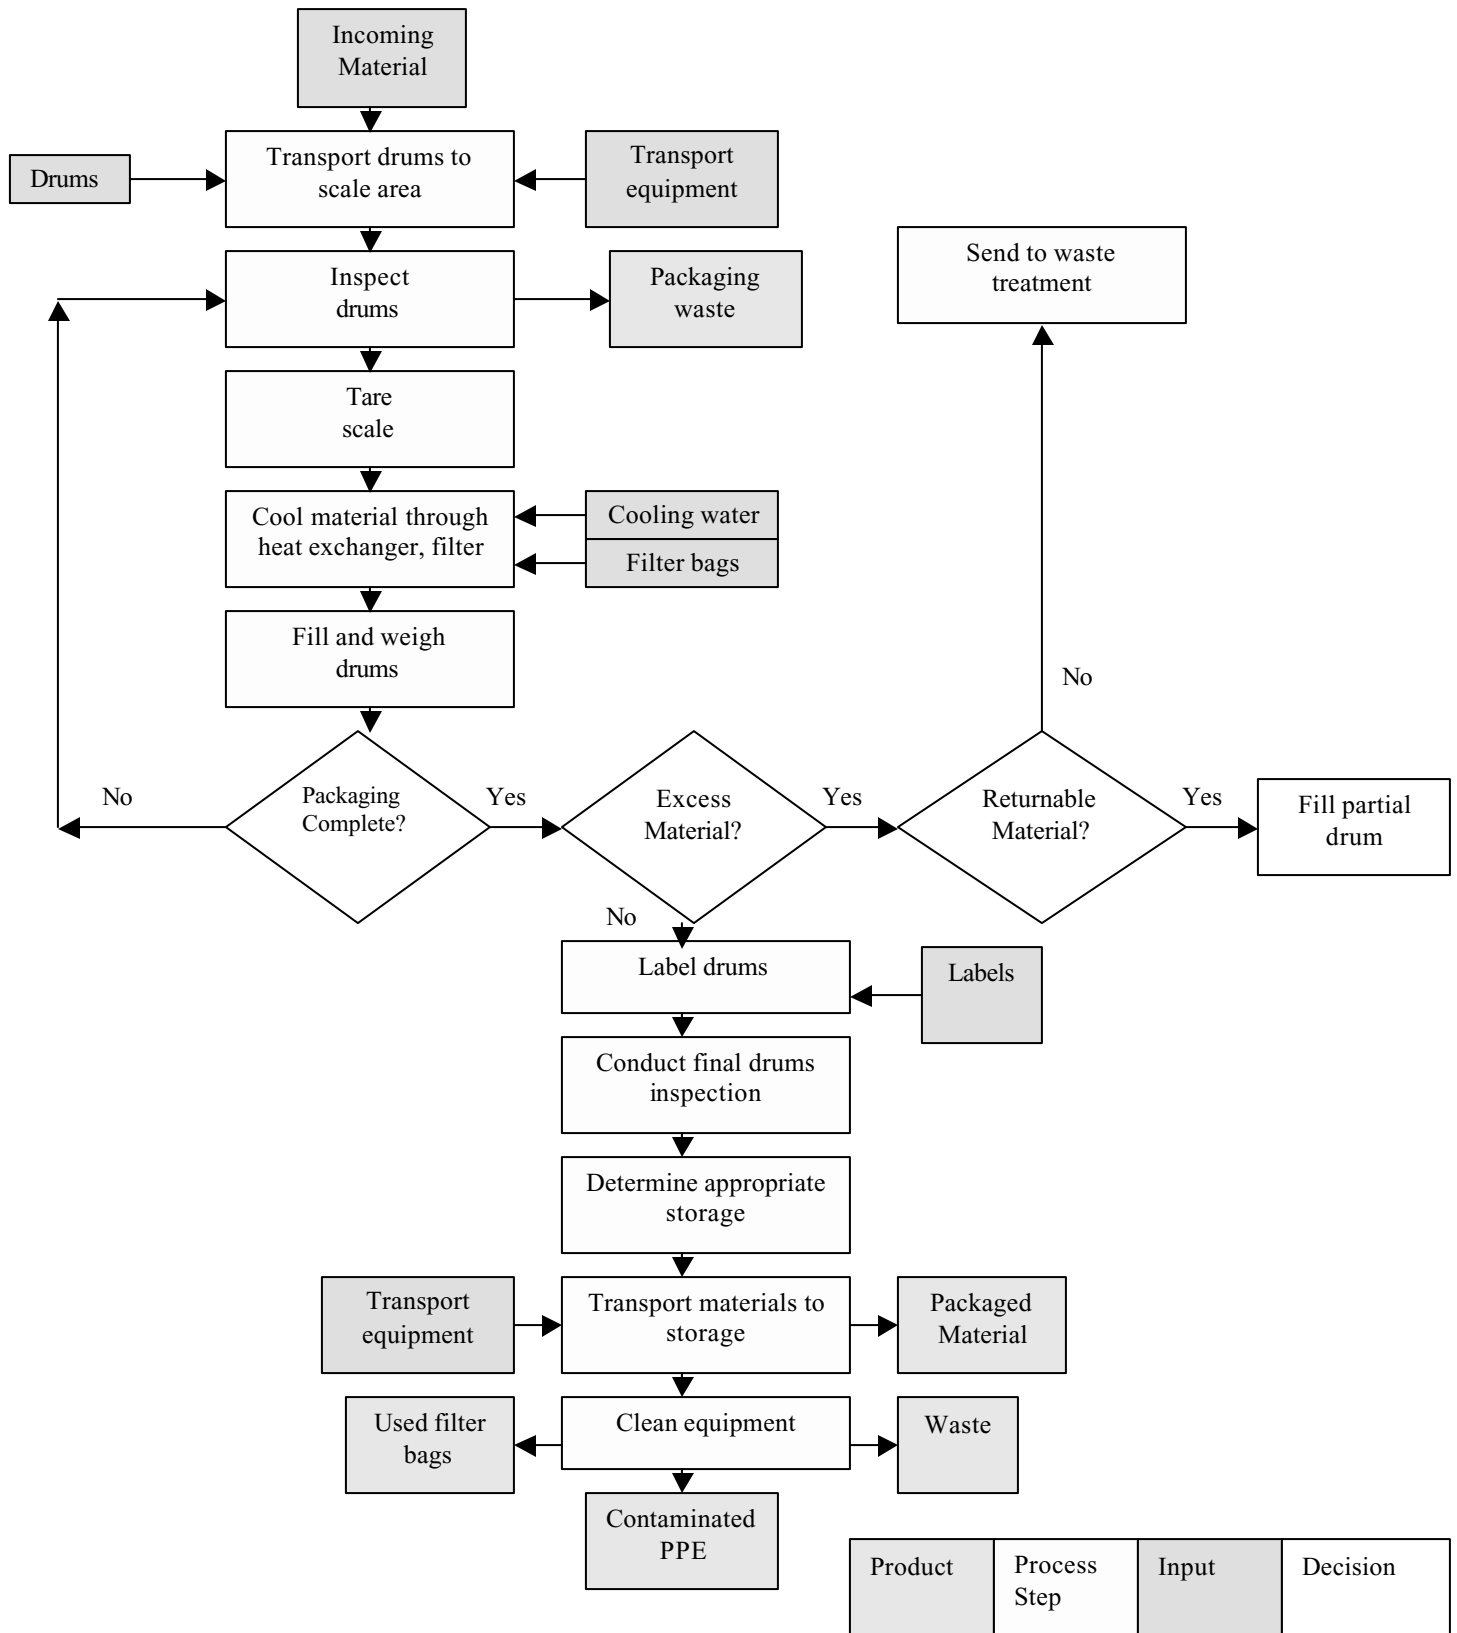 Incoming
Material
Drums
Transport drums to
scale area
Transport
equipment
Inspect
drums
Packaging
waste
Send to waste
treatment
Tare
scale
Cool material through
heat exchanger, filter
Cooling water
Filter bags
Fill and weigh
drums
No
No
Packaging
Complete?
Yes
Excess
Material?
Yes
Returnable
Material?
Yes
Fill partial
drum
No
Label drums
Labels
Conduct final drums
inspection
Determine appropriate
storage
Transport
equipment
Transport materials to
storage
Packaged
Material
Used filter
bags
Clean equipment
Waste
Contaminated
PPE
Product
Process
Step
Input
Decision